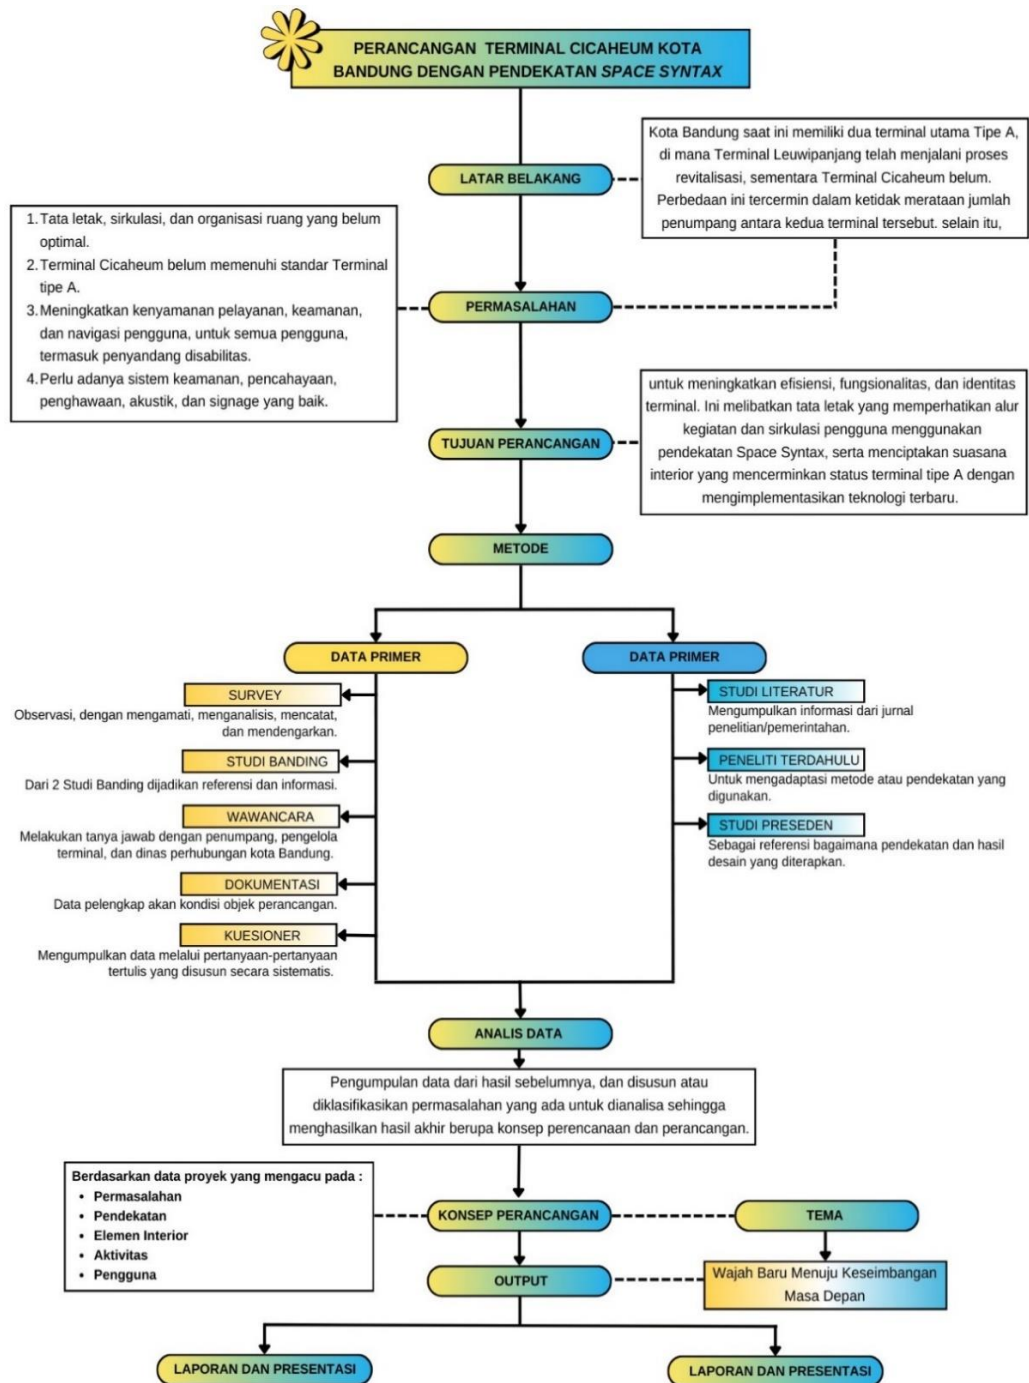 PERANCANGAN TERMINAL CICAHEUM KOTA
BANDUNG DENGAN PENDEKATAN SPACE SYNTAX
LATAR BELAKANG
Kota Bandung saat ini memiliki dua terminal utama Tipe A,
di mana Terminal Leuwipanjang telah menjalani proses
revitalisasi, sementara Terminal Cicaheum belum.
Perbedaan ini tercermin dalam ketidak merataan jumlah
penumpang antara kedua terminal tersebut. selain itu,
1. Tata letak, sirkulasi, dan organisasi ruang yang belum
optimal.
2. Terminal Cicaheum belum memenuhi standar Terminal
tipe A.
3. Meningkatkan kenyamanan pelayanan, keamanan,
dan navigasi pengguna, untuk semua pengguna,
termasuk penyandang disabilitas.
4. Perlu adanya sistem keamanan, pencahayaan,
penghawaan, akustik, dan signage yang baik.
PERMASALAHAN
TUJUAN PERANCANGAN
untuk meningkatkan efisiensi, fungsionalitas, dan identitas
terminal. Ini melibatkan tata letak yang memperhatikan alur
kegiatan dan sirkulasi pengguna menggunakan
pendekatan Space Syntax, serta menciptakan suasana
interior yang mencerminkan status terminal tipe A dengan
mengimplementasikan teknologi terbaru.
METODE
DATA PRIMER
SURVEY
Observasi, dengan mengamati, menganalisis, mencatat,
dan mendengarkan.
STUDI BANDING
Dari 2 Studi Banding dijadikan referensi dan informasi.
WAWANCARA
Melakukan tanya jawab dengan penumpang, pengelola
terminal, dan dinas perhubungan kota Bandung.
DOKUMENTASI
Data pelengkap akan kondisi objek perancangan.
KUESIONER
Mengumpulkan data melalui pertanyaan-pertanyaan
tertulis yang disusun secara sistematis.
DATA PRIMER
STUDI LITERATUR
Mengumpulkan informasi dari jurnal
penelitian/pemerintahan.
PENELITI TERDAHULU
Untuk mengadaptasi metode atau pendekatan yang
digunakan.
STUDI PRESEDEN
Sebagai referensi bagaimana pendekatan dan hasil
desain yang diterapkan.
ANALIS DATA
Pengumpulan data dari hasil sebelumnya, dan disusun atau
diklasifikasikan permasalahan yang ada untuk dianalisa sehingga
menghasilkan hasil akhir berupa konsep perencanaan dan perancangan.
Berdasarkan data proyek yang mengacu pada :
• Permasalahan
• Pendekatan
• Elemen Interior
• Aktivitas
• Pengguna
KONSEP PERANCANGAN
TEMA
OUTPUT
Wajah Baru Menuju Keseimbangan
Masa Depan
LAPORAN DAN PRESENTASI
LAPORAN DAN PRESENTASI